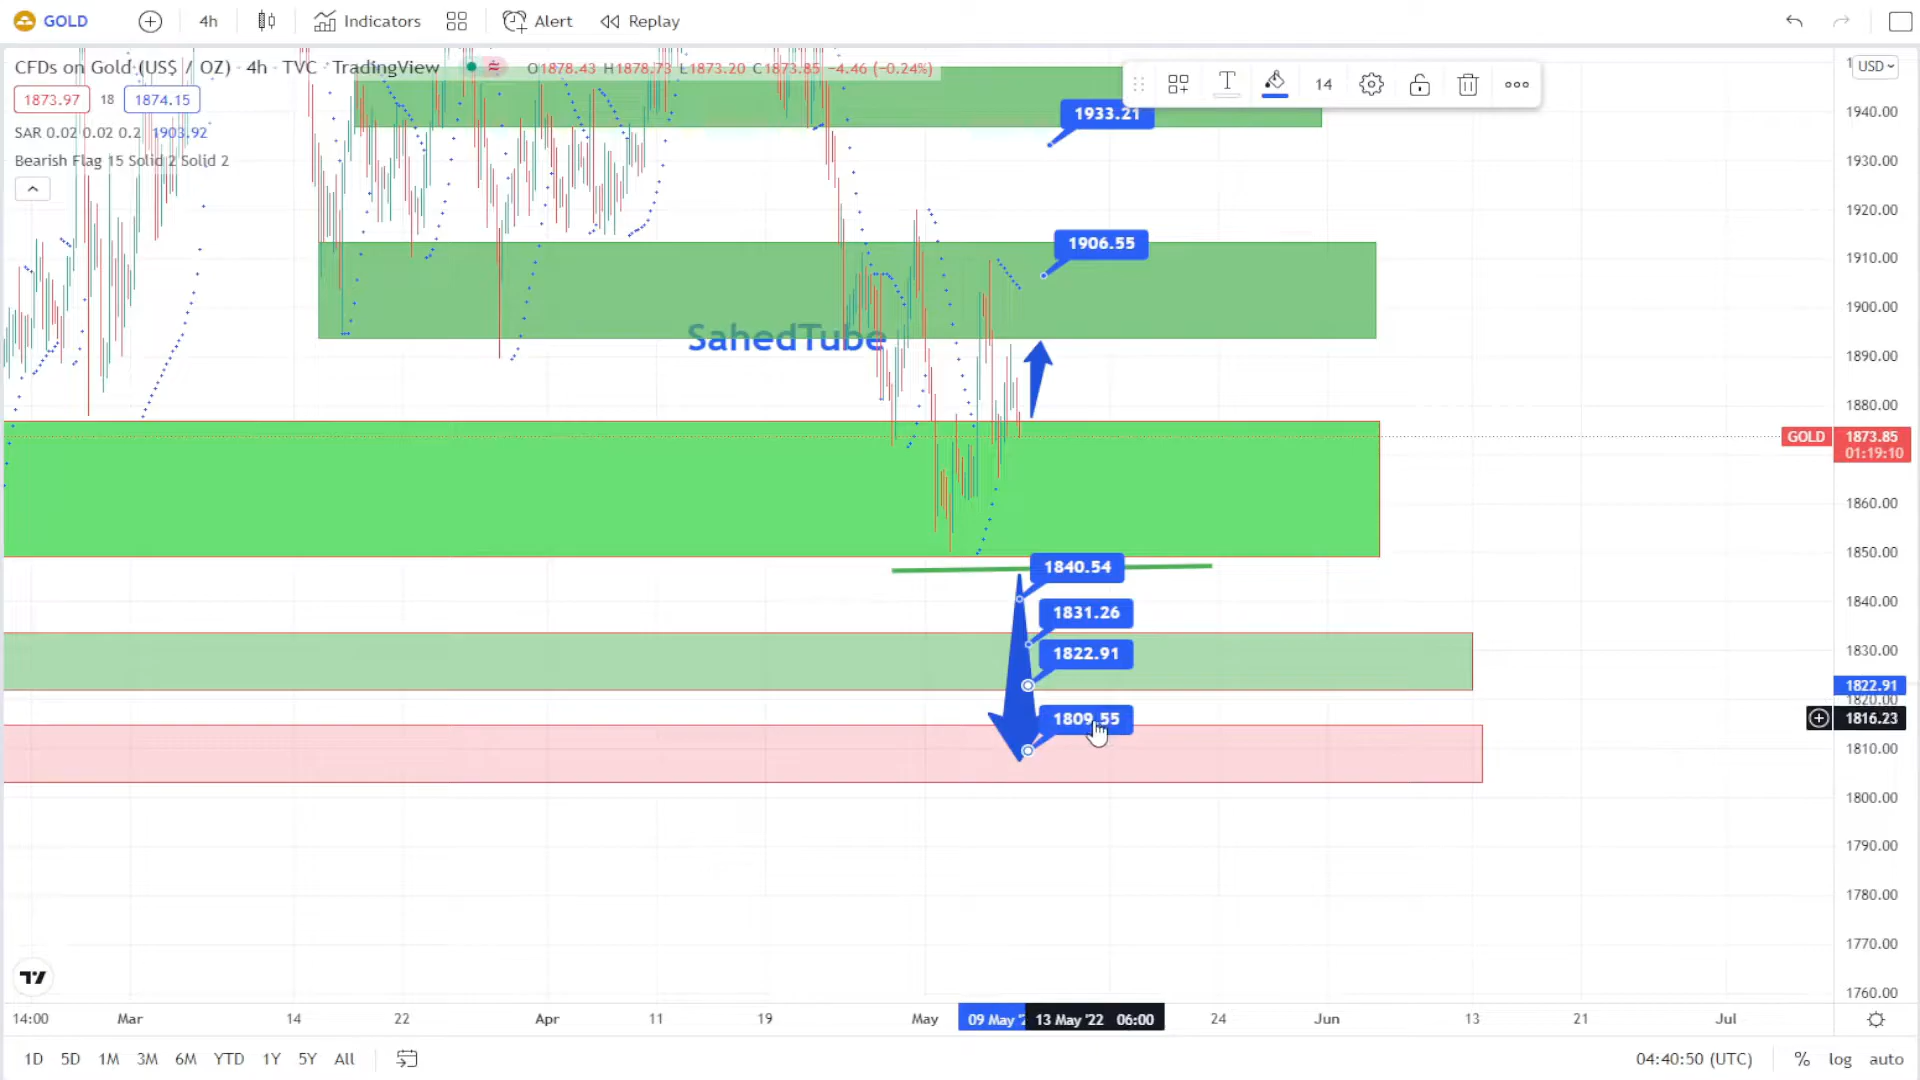 GOLD 4h Indicators Alert Replay
CFDs on Gold (US$ / OZ) · 4h · TVC · TradingView O1878.43 H1878.73 L1873.20 C1873.85 −4.46 (−0.24%)
USD
14
1873.97 18 1874.15
SAR 0.02 0.02 0.2 1903.92
Bearish Flag 15 Solid 2 Solid 2
1933.21
1906.55
SahedTube
1840.54
1831.26
1822.91
1809.55
1940.00
1930.00
1920.00
1910.00
1900.00
1890.00
1880.00
GOLD 1873.85
01:19:10
1860.00
1850.00
1840.00
1830.00
1822.91
1820.00
1816.23
1810.00
1800.00
1790.00
1780.00
1770.00
1760.00
14:00 Mar 14 22 Apr 11 19 May 09 May '2 13 May '22 06:00 24 Jun 13 21 Jul
1D 5D 1M 3M 6M YTD 1Y 5Y All 04:40:50 (UTC) % log auto